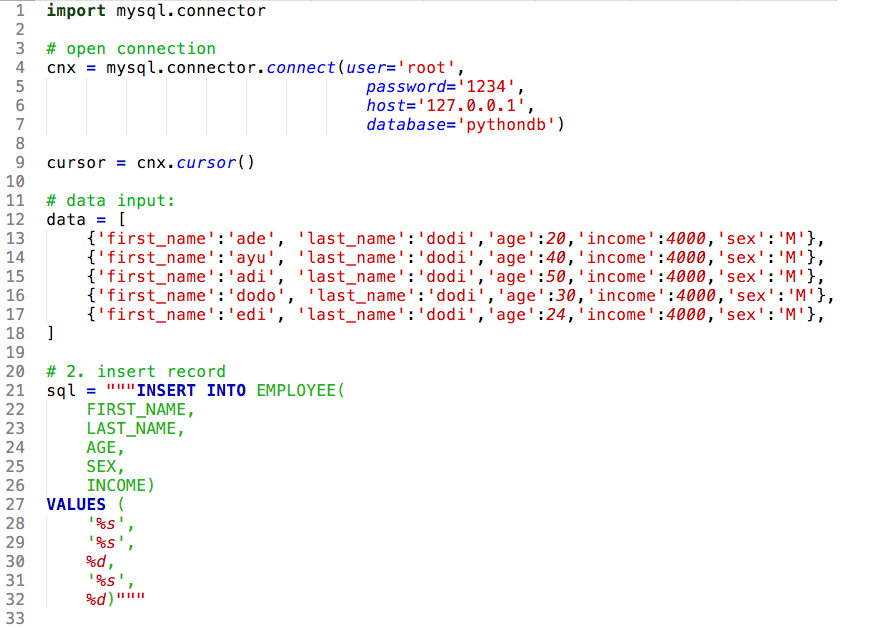 1 import mysql.connector
2
3 # open connection
4 cnx = mysql.connector.connect(user='root',
5 password='1234',
6 host='127.0.0.1',
7 database='pythondb')
8
9 cursor = cnx.cursor()
10
11 # data input:
12 data = [
13 {'first_name':'ade', 'last_name':'dodi','age':20,'income':4000,'sex':'M'},
14 {'first_name':'ayu', 'last_name':'dodi','age':40,'income':4000,'sex':'M'},
15 {'first_name':'adi', 'last_name':'dodi','age':50,'income':4000,'sex':'M'},
16 {'first_name':'dodo', 'last_name':'dodi','age':30,'income':4000,'sex':'M'},
17 {'first_name':'edi', 'last_name':'dodi','age':24,'income':4000,'sex':'M'},
18 ]
19
20 # 2. insert record
21 sql = """INSERT INTO EMPLOYEE(
22 FIRST_NAME,
23 LAST_NAME,
24 AGE,
25 SEX,
26 INCOME)
27 VALUES (
28 '%s',
29 '%s',
30 %d,
31 '%s',
32 %d)"""
33